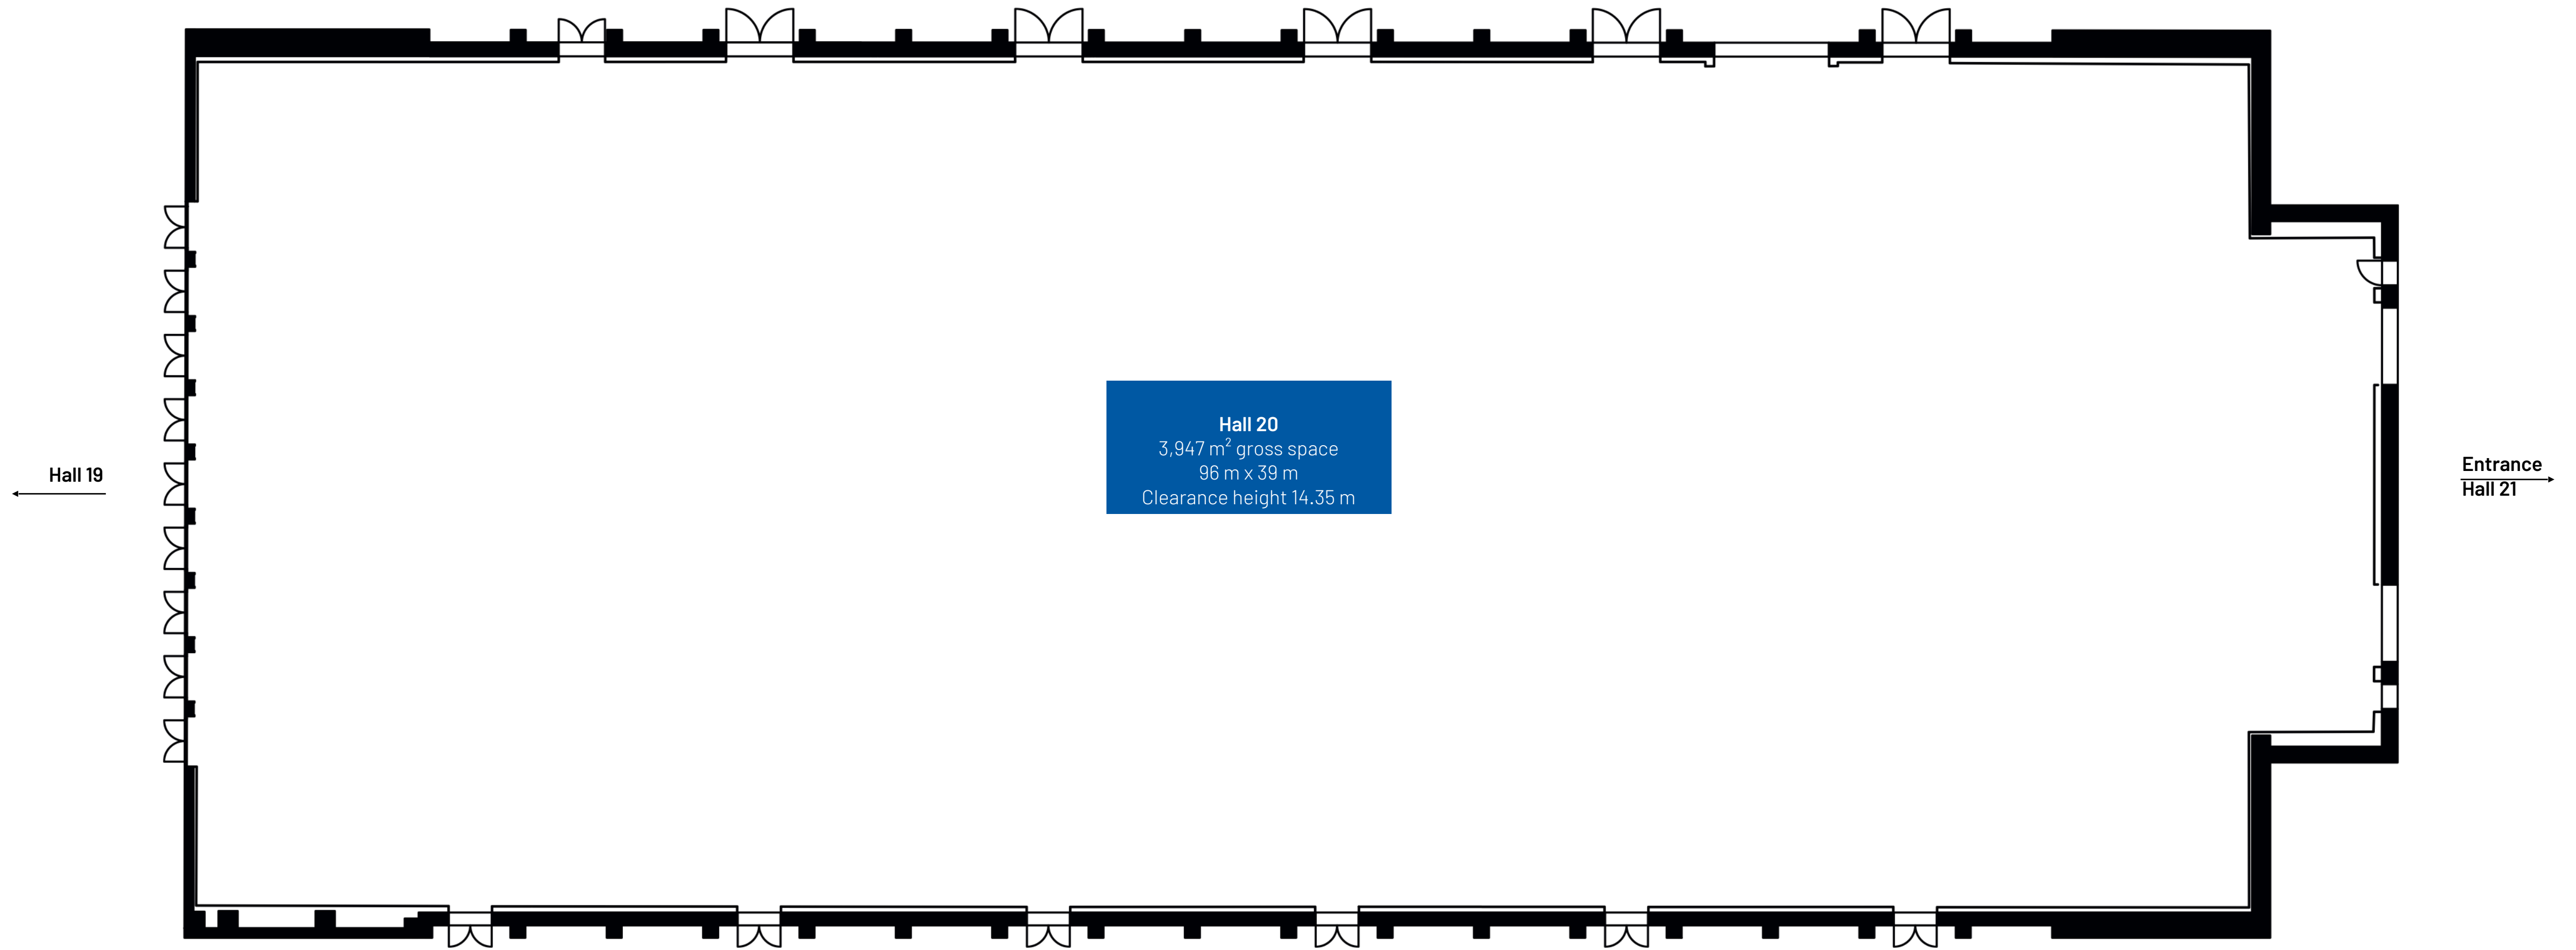 Hall 20
3,947 m² gross space
96 m x 39 m
Clearance height 14.35 m
Hall 19
Entrance
Hall 21